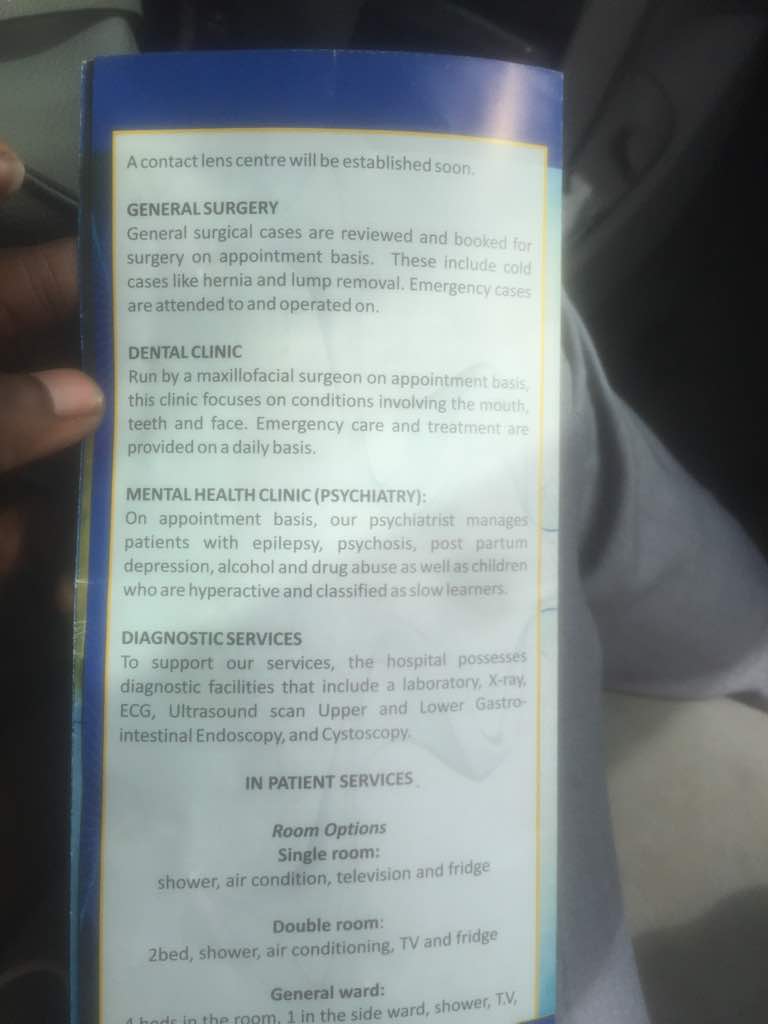 A contact lens centre will be established soon.
GENERAL SURGERY
General surgical cases are reviewed and booked for
surgery on appointment basis. These include cold
cases like hernia and lump removal. Emergency cases
are attended to and operated on.
DENTAL CLINIC
Run by a maxillofacial surgeon on appointment basis,
this clinic focuses on conditions involving the mouth,
teeth and face. Emergency care and treatment are
provided on a daily basis.
MENTAL HEALTH CLINIC (PSYCHIATRY):
On appointment basis, our psychiatrist manages
patients with epilepsy, psychosis, post partum
depression, alcohol and drug abuse as well as children
who are hyperactive and classified as slow learners.
DIAGNOSTIC SERVICES
To support our services, the hospital possesses
diagnostic facilities that include a laboratory, X-ray,
ECG, Ultrasound scan Upper and Lower Gastro-
intestinal Endoscopy, and Cystoscopy.
IN PATIENT SERVICES
Room Options
Single room:
shower, air condition, television and fridge
Double room:
2bed, shower, air conditioning, TV and fridge
General ward:
4 beds in the room, 1 in the side ward, shower, T.V,